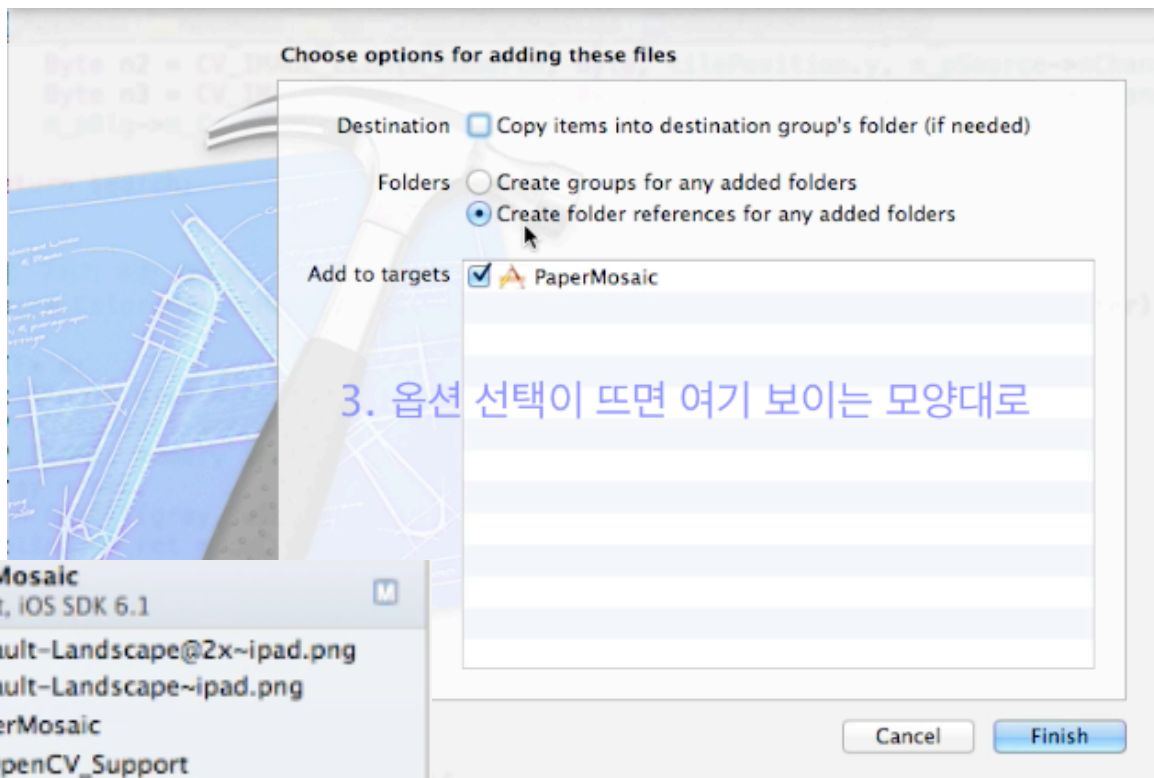 Choose options for adding these files
Destination Copy items into destination group's folder (if needed)
Folders Create groups for any added folders
Create folder references for any added folders
Add to targets PaperMosaic
3. 옵션 선택이 뜨면 여기 보이는 모양대로
Mosaic
iOS SDK 6.1
M
ault-Landscape@2x~ipad.png
ault-Landscape~ipad.png
erMosaic
penCV_Support
Cancel Finish